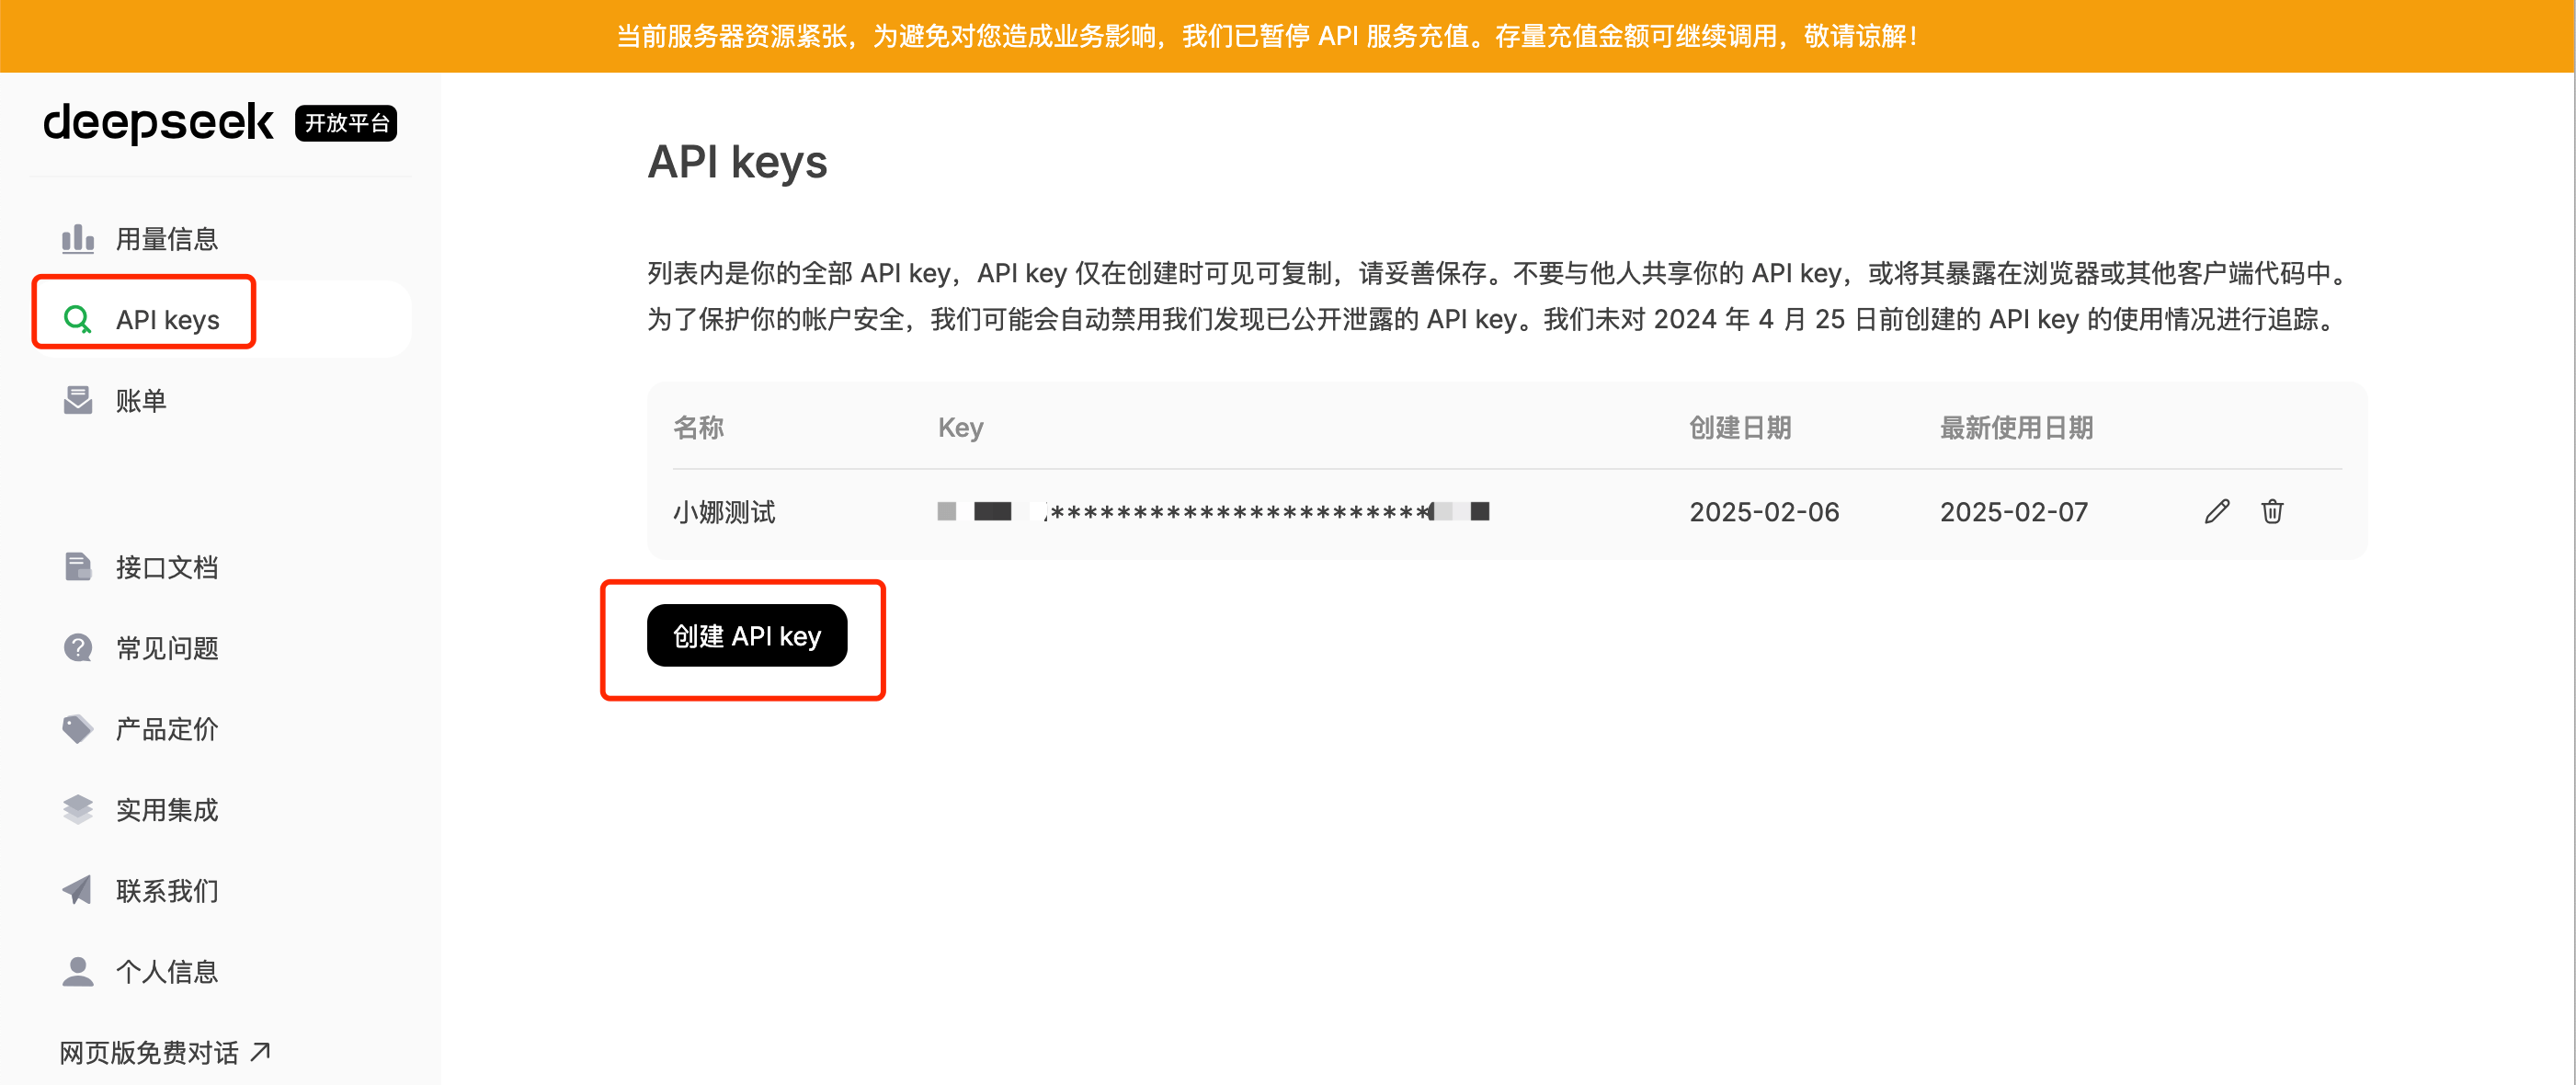 当前服务器资源紧张，为避免对您造成业务影响，我们已暂停 API 服务充值。存量充值金额可继续调用，敬请谅解！
deepseek 开放平台
用量信息
API keys
账单
接口文档
常见问题
产品定价
实用集成
联系我们
个人信息
网页版免费对话
API keys
列表内是你的全部 API key，API key 仅在创建时可见可复制，请妥善保存。不要与他人共享你的 API key，或将其暴露在浏览器或其他客户端代码中。
为了保护你的帐户安全，我们可能会自动禁用我们发现已公开泄露的 API key。我们未对 2024 年 4 月 25 日前创建的 API key 的使用情况进行追踪。
名称 Key 创建日期 最新使用日期
小娜测试 *********************** 2025-02-06 2025-02-07
创建 API key